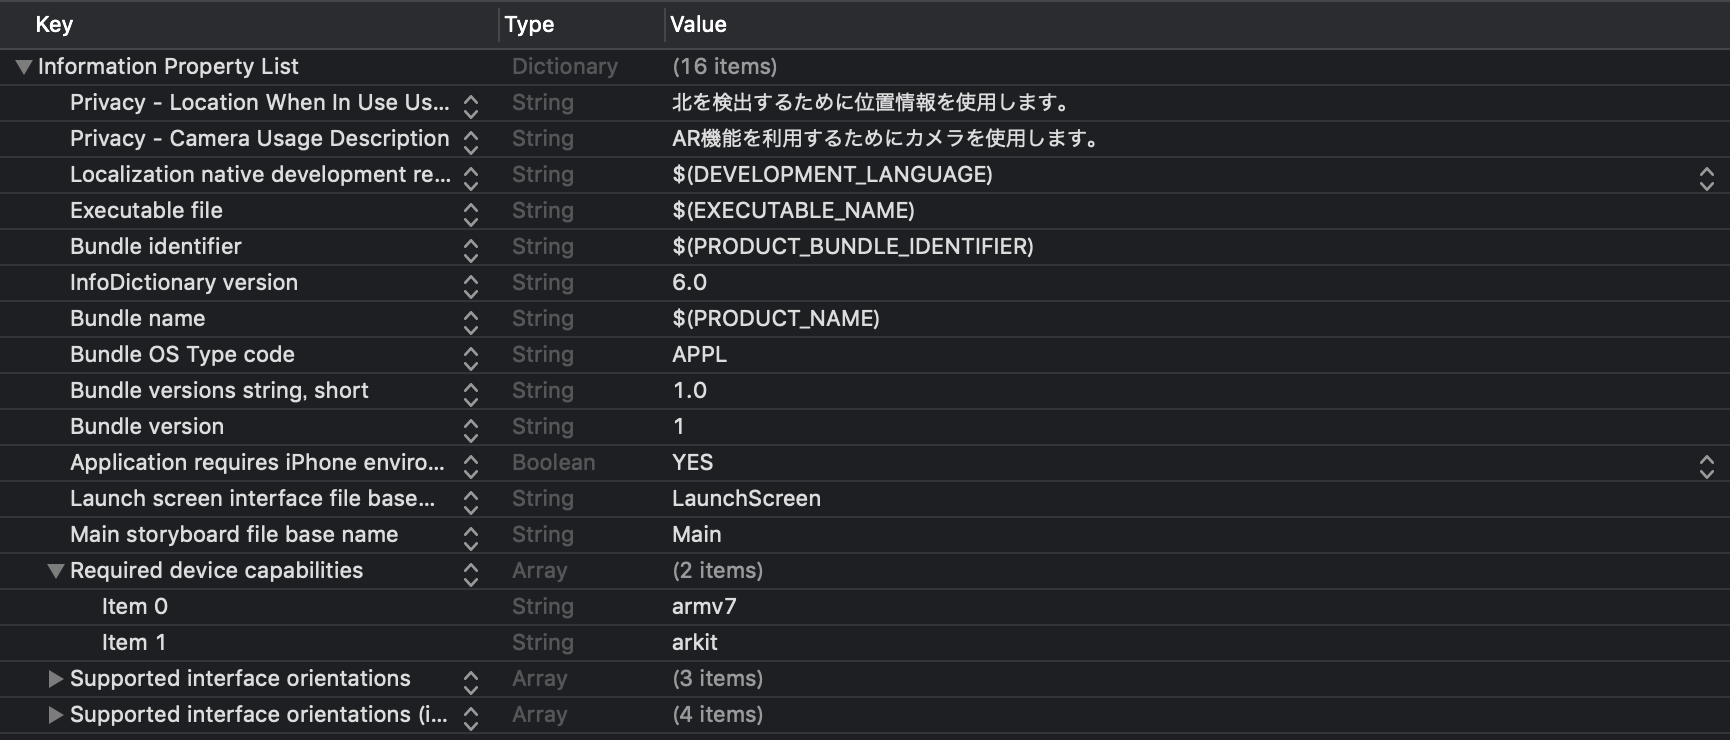 Key Type Value
Information Property List Dictionary (16 items)
Privacy - Location When In Use Us... String 北を検出するために位置情報を使用します。
Privacy - Camera Usage Description String AR機能を利用するためにカメラを使用します。
Localization native development re... String $(DEVELOPMENT_LANGUAGE)
Executable file String $(EXECUTABLE_NAME)
Bundle identifier String $(PRODUCT_BUNDLE_IDENTIFIER)
InfoDictionary version String 6.0
Bundle name String $(PRODUCT_NAME)
Bundle OS Type code String APPL
Bundle versions string, short String 1.0
Bundle version String 1
Application requires iPhone enviro... Boolean YES
Launch screen interface file base... String LaunchScreen
Main storyboard file base name String Main
Required device capabilities Array (2 items)
Item 0 String armv7
Item 1 String arkit
Supported interface orientations Array (3 items)
Supported interface orientations (i... Array (4 items)